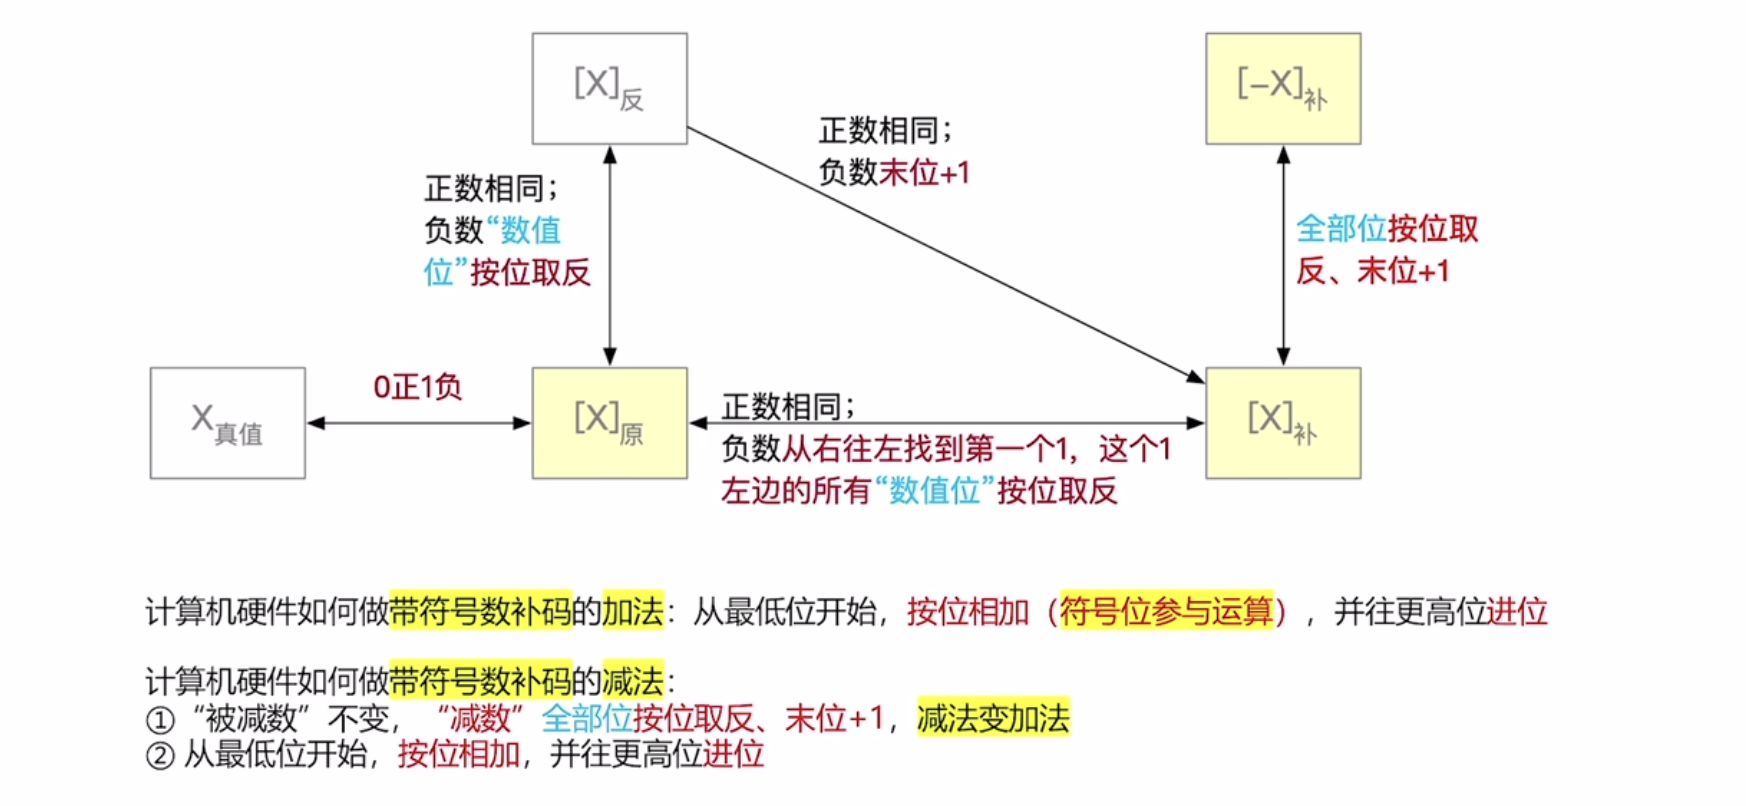 [X]反
[-X]补
正数相同；
负数末位+1
正数相同；
负数“数值
位”按位取反
全部位按位取
反、末位+1
X真值
0正1负
[X]原
正数相同；
负数从右往左找到第一个1，这个1
左边的所有“数值位”按位取反
[X]补
计算机硬件如何做带符号数补码的加法：从最低位开始，按位相加（符号位参与运算），并往更高位进位
计算机硬件如何做带符号数补码的减法：
①“被减数”不变，“减数”全部位按位取反、末位+1，减法变加法
②从最低位开始，按位相加，并往更高位进位